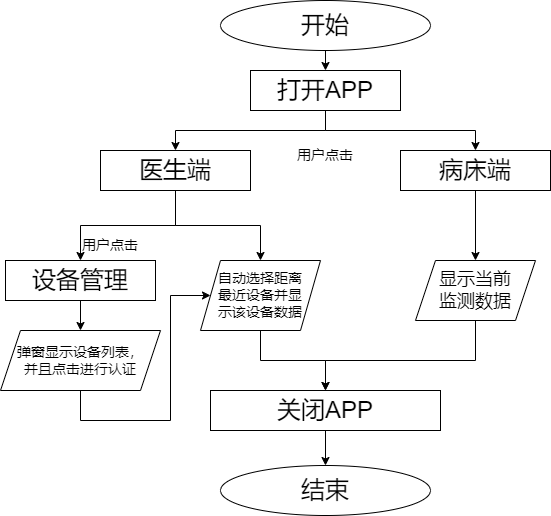 开始
打开APP
用户点击
医生端
病床端
用户点击
设备管理
自动选择距离
最近设备并显
示该设备数据
显示当前
监测数据
弹窗显示设备列表，
并且点击进行认证
关闭APP
结束